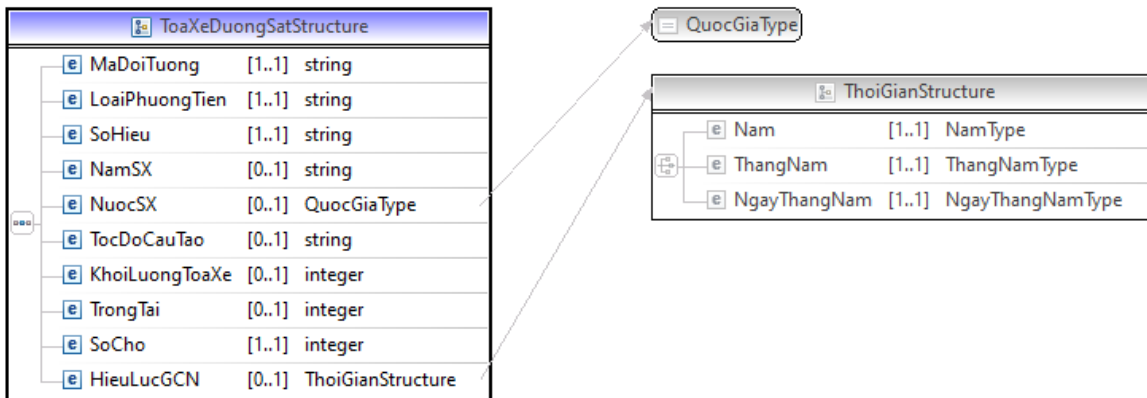 ToaXeDuongSatStructure
e MaDoiTuong [1..1] string
e LoaiPhuongTien [1..1] string
e SoHieu [1..1] string
e NamSX [0..1] string
e NuocSX [0..1] QuocGiaType
e TocDoCauTao [0..1] string
e KhoiLuongToaXe [0..1] integer
e TrongTai [0..1] integer
e SoCho [1..1] integer
e HieuLucGCN [0..1] ThoiGianStructure
QuocGiaType
ThoiGianStructure
e Nam [1..1] NamType
e ThangNam [1..1] ThangNamType
e NgayThangNam [1..1] NgayThangNamType